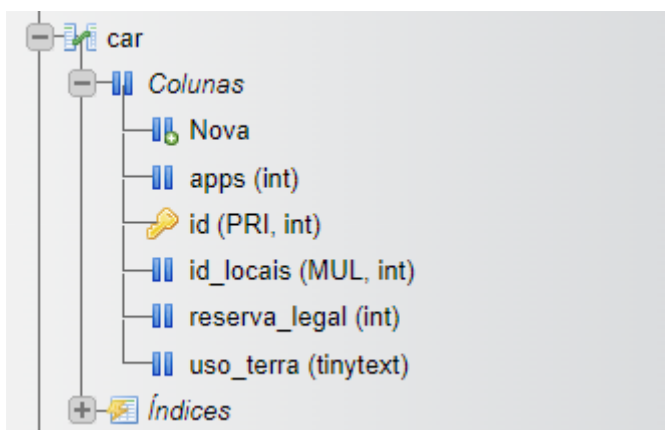 car
Colunas
Nova
apps (int)
id (PRI, int)
id_locais (MUL, int)
reserva_legal (int)
uso_terra (tinytext)
Índices